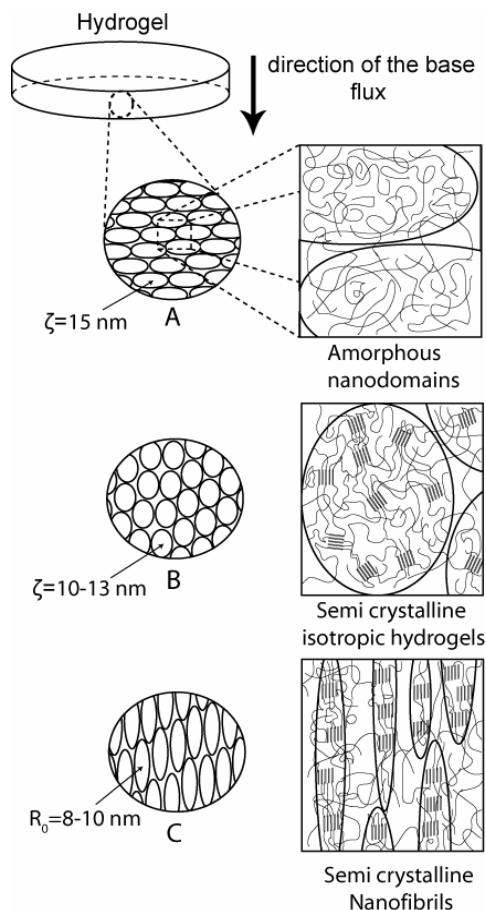 Hydrogel
direction of the base
flux
ζ=15 nm
A
Amorphous
nanodomains
ζ=10-13 nm
B
Semi crystalline
isotropic hydrogels
R₀=8-10 nm
C
Semi crystalline
Nanofibrils